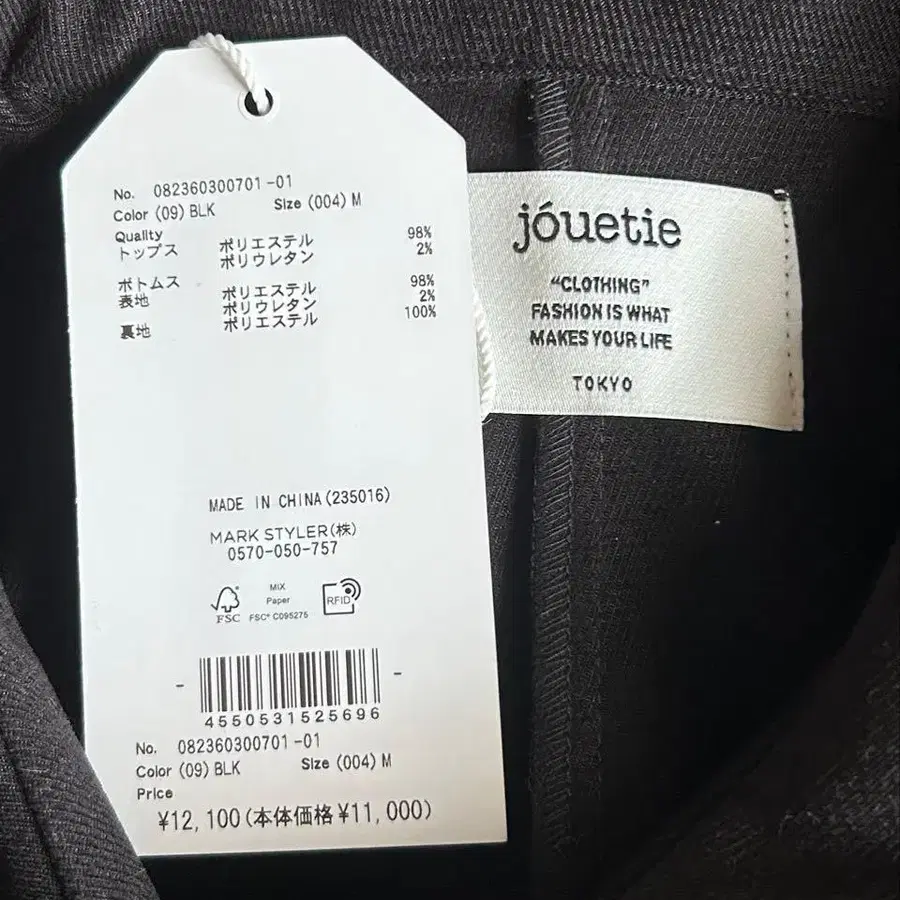 No. 082360300701-01
Color (09) BLK Size (004) M
Quality
トップス ポリエステル 98%
ポリウレタン 2%
ボトムス
表地 ポリエステル 98%
ポリウレタン 2%
裏地 ポリエステル 100%
MADE IN CHINA (235016)
MARK STYLER(株)
0570-050-757
FSC
MIX
Paper
FSC® C095275
RFID
4550531525696
No. 082360300701-01
Color (09) BLK Size (004) M
Price
¥12,100(本体価格¥11,000)
jóuetie
“CLOTHING”
FASHION IS WHAT
MAKES YOUR LIFE
TOKYO